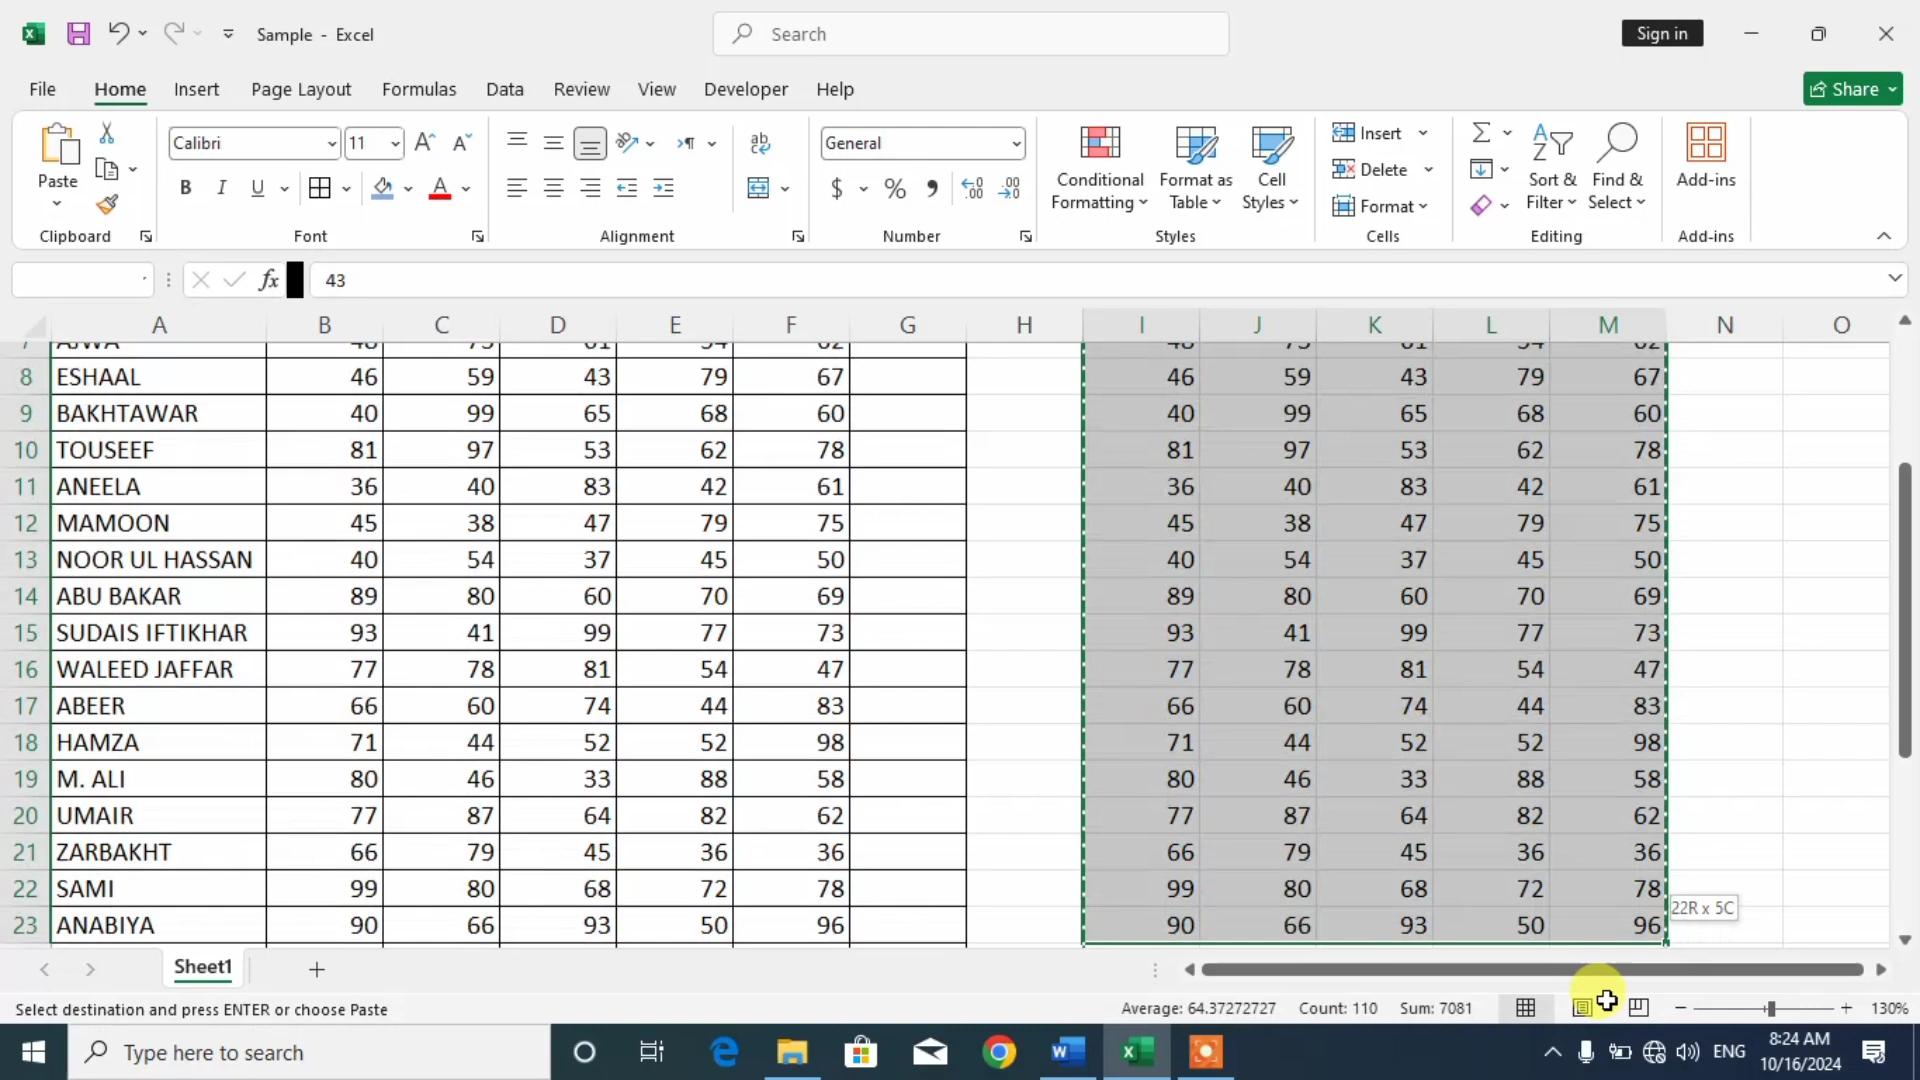 Sample - Excel
Search
Sign in
File Home Insert Page Layout Formulas Data Review View Developer Help
Share
Paste
Calibri
11
General
Conditional Formatting
Format as Table
Cell Styles
Insert
Delete
Format
Sort & Filter
Find & Select
Add-ins
Clipboard Font Alignment Number Styles Cells Editing Add-ins
fx 43
A B C D E F G H I J K L M N O
8 ESHAAL 46 59 43 79 67 46 59 43 79 67
9 BAKHTAWAR 40 99 65 68 60 40 99 65 68 60
10 TOUSEEF 81 97 53 62 78 81 97 53 62 78
11 ANEELA 36 40 83 42 61 36 40 83 42 61
12 MAMOON 45 38 47 79 75 45 38 47 79 75
13 NOOR UL HASSAN 40 54 37 45 50 40 54 37 45 50
14 ABU BAKAR 89 80 60 70 69 89 80 60 70 69
15 SUDAIS IFTIKHAR 93 41 99 77 73 93 41 99 77 73
16 WALEED JAFFAR 77 78 81 54 47 77 78 81 54 47
17 ABEER 66 60 74 44 83 66 60 74 44 83
18 HAMZA 71 44 52 52 98 71 44 52 52 98
19 M. ALI 80 46 33 88 58 80 46 33 88 58
20 UMAIR 77 87 64 82 62 77 87 64 82 62
21 ZARBAKHT 66 79 45 36 36 66 79 45 36 36
22 SAMI 99 80 68 72 78 99 80 68 72 78
22R x 5C
23 ANABIYA 90 66 93 50 96 90 66 93 50 96
Sheet1
Select destination and press ENTER or choose Paste
Average: 64.37272727 Count: 110 Sum: 7081
130%
Type here to search
ENG
8:24 AM
10/16/2024